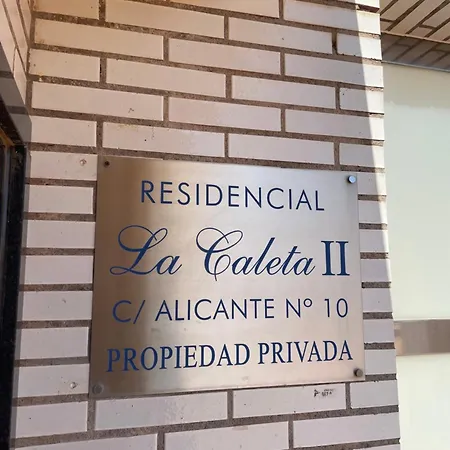 RESIDENCIAL
La Caleta II
C/ ALICANTE Nº 10
PROPIEDAD PRIVADA